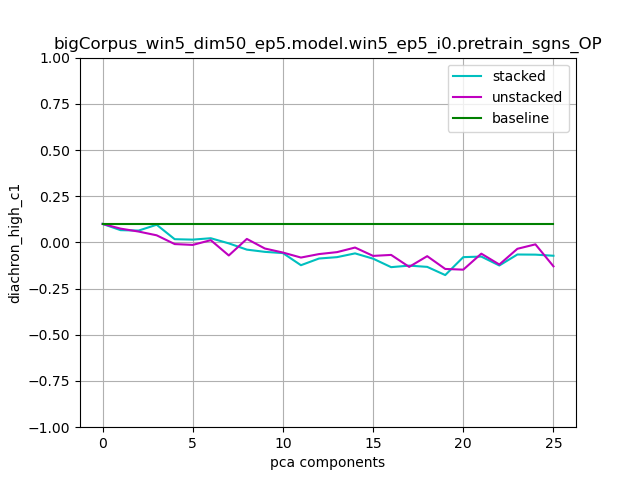 bigCorpus_win5_dim50_ep5.model.win5_ep5_i0.pretrain_sgns_OP
1.00
0.75
0.50
0.25
0.00
−0.25
−0.50
−0.75
−1.00
diachron_high_c1
stacked
unstacked
baseline
0 5 10 15 20 25
pca components